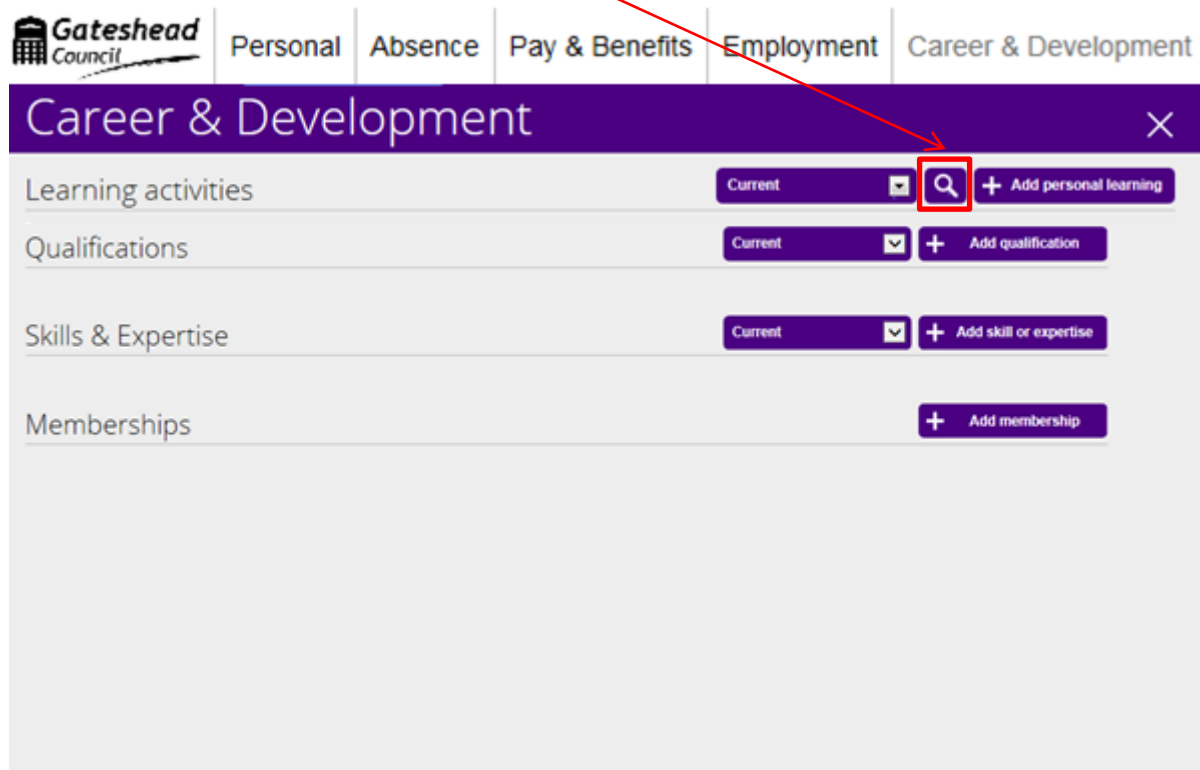 Gateshead
Council
Personal Absence Pay & Benefits Employment Career & Development
Career & Development
Learning activities Current Add personal learning
Qualifications Current Add qualification
Skills & Expertise Current Add skill or expertise
Memberships Add membership